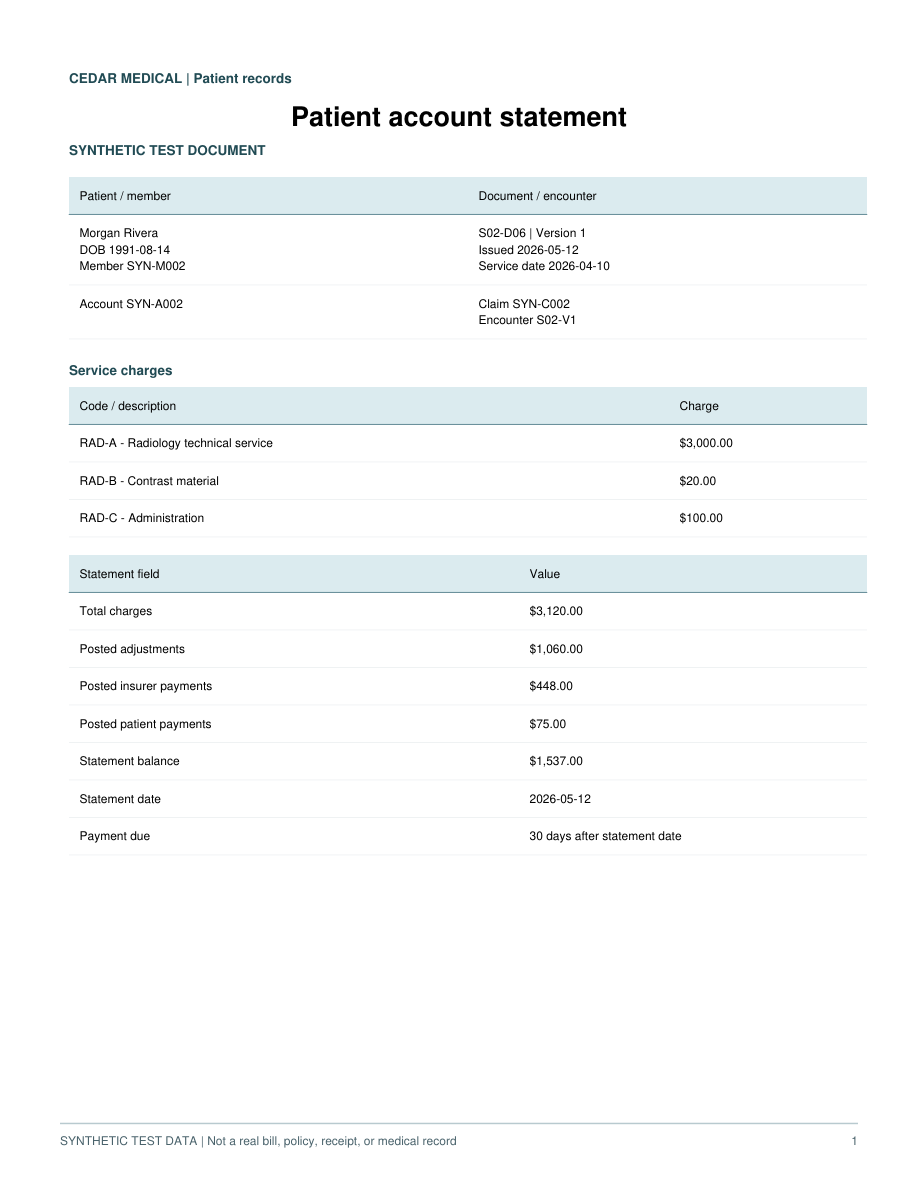 CEDAR MEDICAL | Patient records
Patient account statement
SYNTHETIC TEST DOCUMENT
Patient / member Document / encounter
Morgan Rivera S02-D06 | Version 1
DOB 1991-08-14 Issued 2026-05-12
Member SYN-M002 Service date 2026-04-10
Account SYN-A002 Claim SYN-C002
Encounter S02-V1
Service charges
Code / description Charge
RAD-A - Radiology technical service $3,000.00
RAD-B - Contrast material $20.00
RAD-C - Administration $100.00
Statement field Value
Total charges $3,120.00
Posted adjustments $1,060.00
Posted insurer payments $448.00
Posted patient payments $75.00
Statement balance $1,537.00
Statement date 2026-05-12
Payment due 30 days after statement date
SYNTHETIC TEST DATA | Not a real bill, policy, receipt, or medical record 1